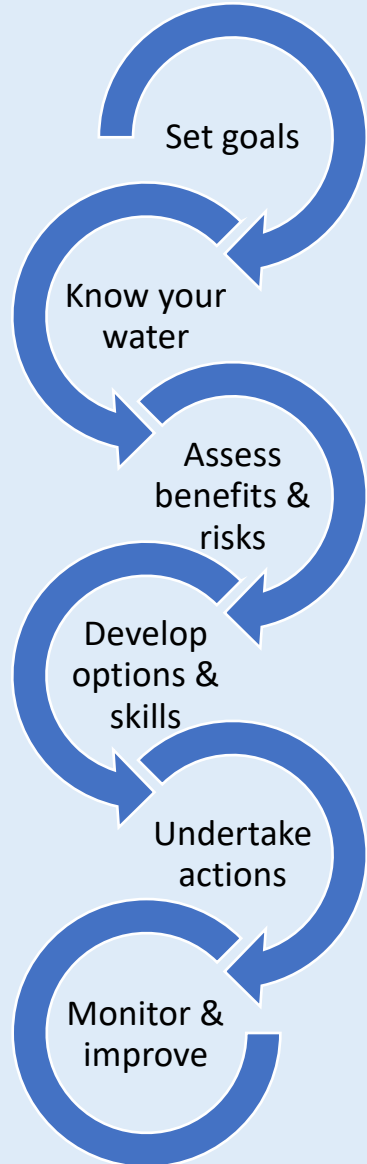 Set goals
Know your
water
Assess
benefits &
risks
Develop
options &
skills
Undertake
actions
Monitor &
improve